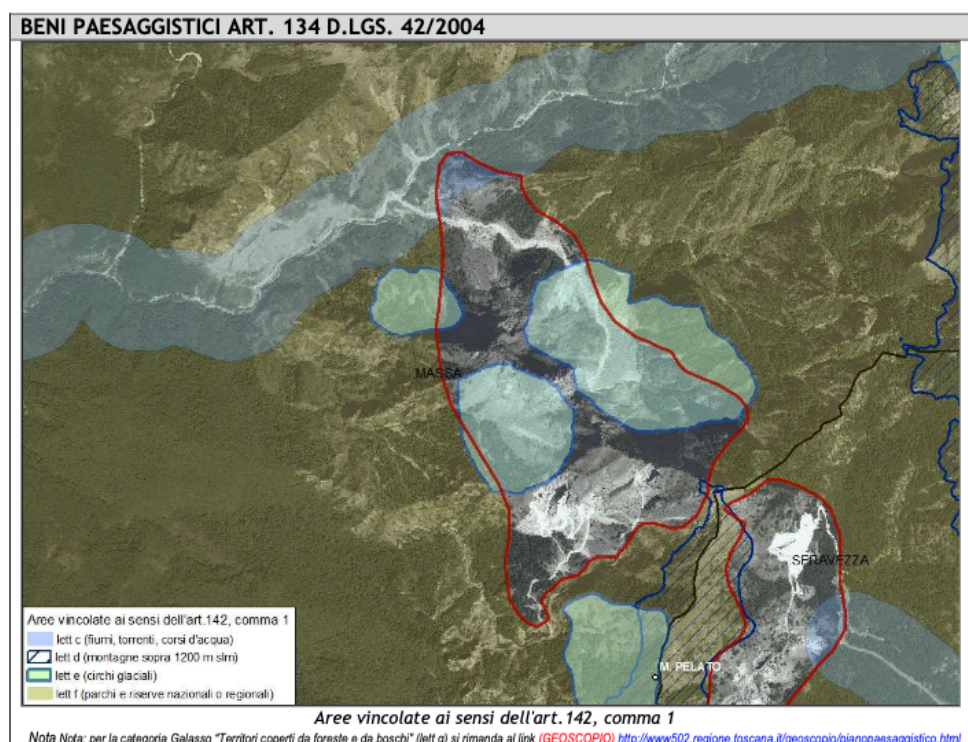 BENI PAESAGGISTICI ART. 134 D.LGS. 42/2004
MASSA
SERAVEZZA
M. PELATO
Aree vincolate ai sensi dell'art.142, comma 1
lett c (fiumi, torrenti, corsi d'acqua)
lett d (montagne sopra 1200 m slm)
lett e (circhi glaciali)
lett f (parchi e riserve nazionali o regionali)
Aree vincolate ai sensi dell'art.142, comma 1
Nota Nota: per la categoria Galasso "Territori coperti da foreste e da boschi" (lett g) si rimanda al link (GEOSCOPIO) http://www502.regione.toscana.it/geoscopio/pianopaesaggistico.html